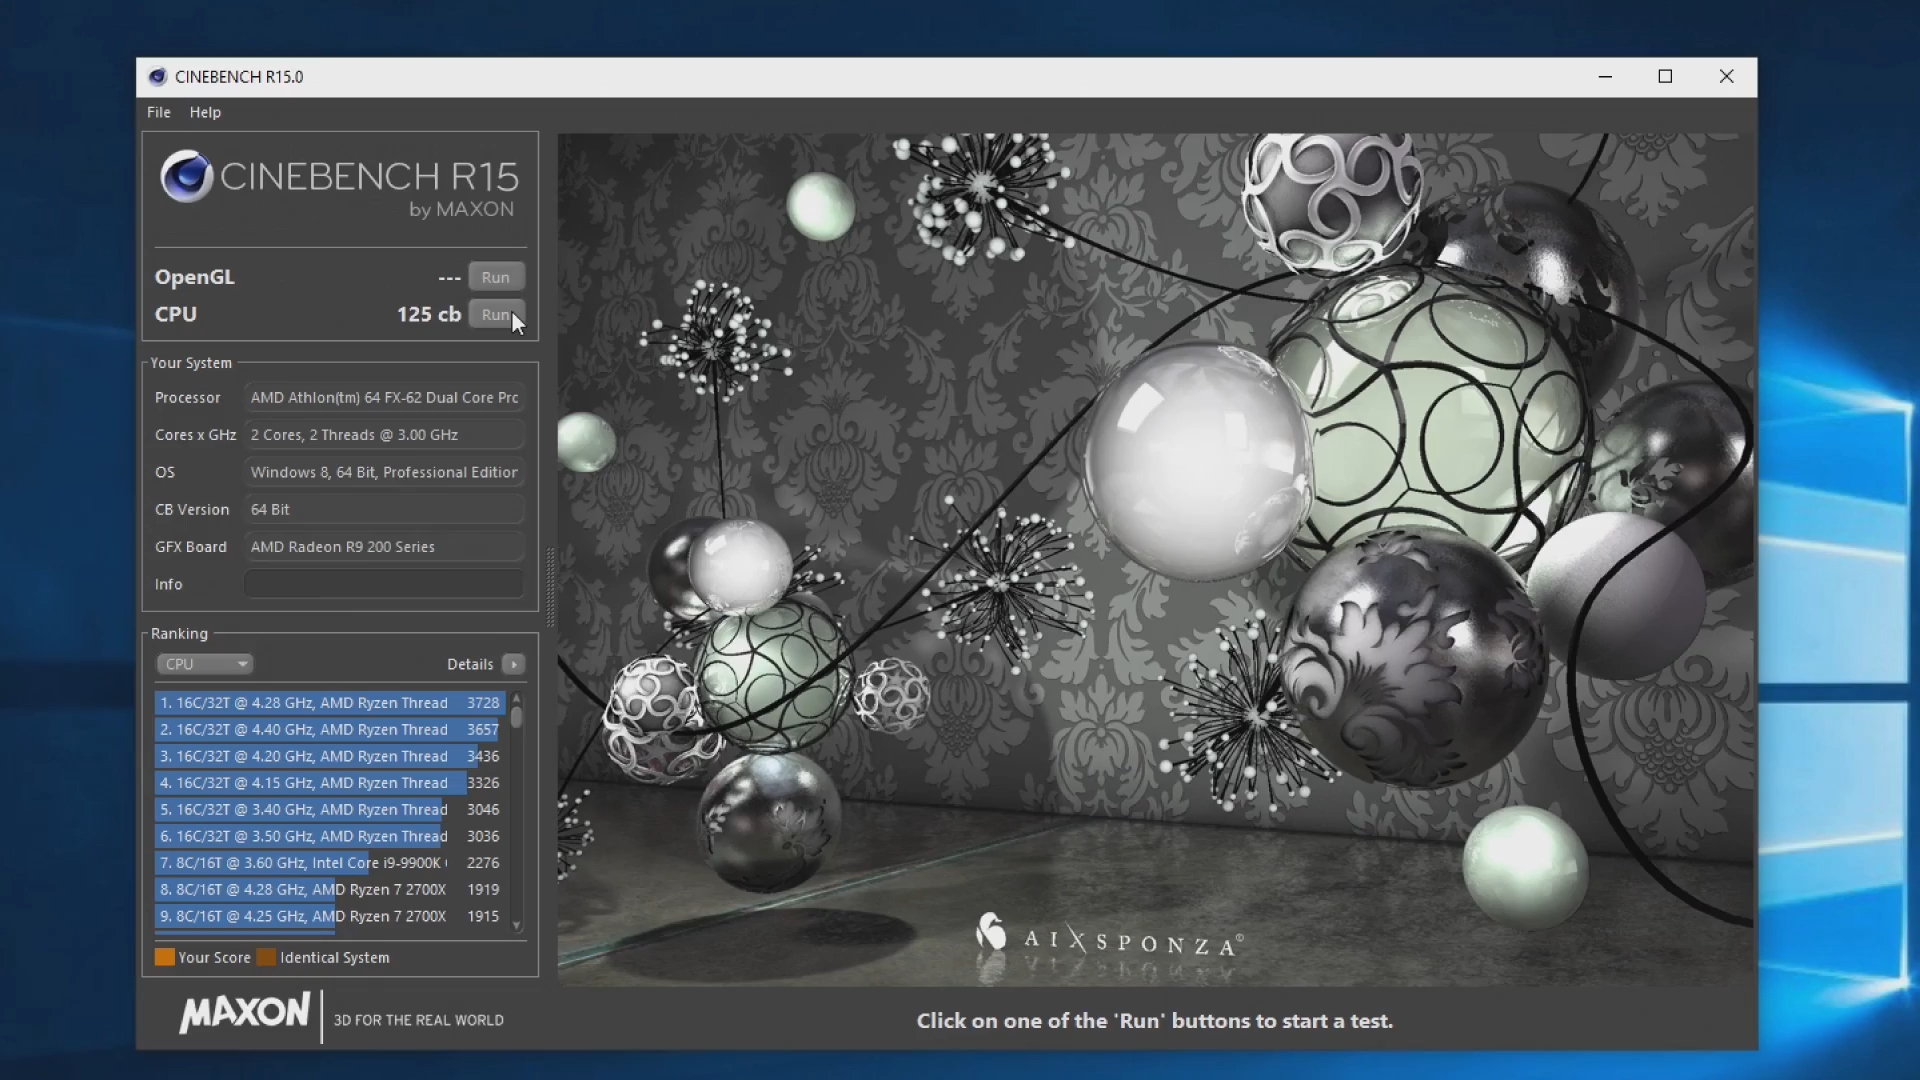 CINEBENCH R15.0
File Help
CINEBENCH R15
by MAXON
OpenGL --- Run
CPU 125 cb Run
Your System
Processor AMD Athlon(tm) 64 FX-62 Dual Core Prc
Cores x GHz 2 Cores, 2 Threads @ 3.00 GHz
OS Windows 8, 64 Bit, Professional Edition
CB Version 64 Bit
GFX Board AMD Radeon R9 200 Series
Info
Ranking
CPU Details
1. 16C/32T @ 4.28 GHz, AMD Ryzen Thread 3728
2. 16C/32T @ 4.40 GHz, AMD Ryzen Thread 3657
3. 16C/32T @ 4.20 GHz, AMD Ryzen Thread 3436
4. 16C/32T @ 4.15 GHz, AMD Ryzen Thread 3326
5. 16C/32T @ 3.40 GHz, AMD Ryzen Thread 3046
6. 16C/32T @ 3.50 GHz, AMD Ryzen Thread 3036
7. 8C/16T @ 3.60 GHz, Intel Core i9-9900K 2276
8. 8C/16T @ 4.28 GHz, AMD Ryzen 7 2700X 1919
9. 8C/16T @ 4.25 GHz, AMD Ryzen 7 2700X 1915
Your Score Identical System
MAXON 3D FOR THE REAL WORLD
AIXSPONZA®
Click on one of the 'Run' buttons to start a test.